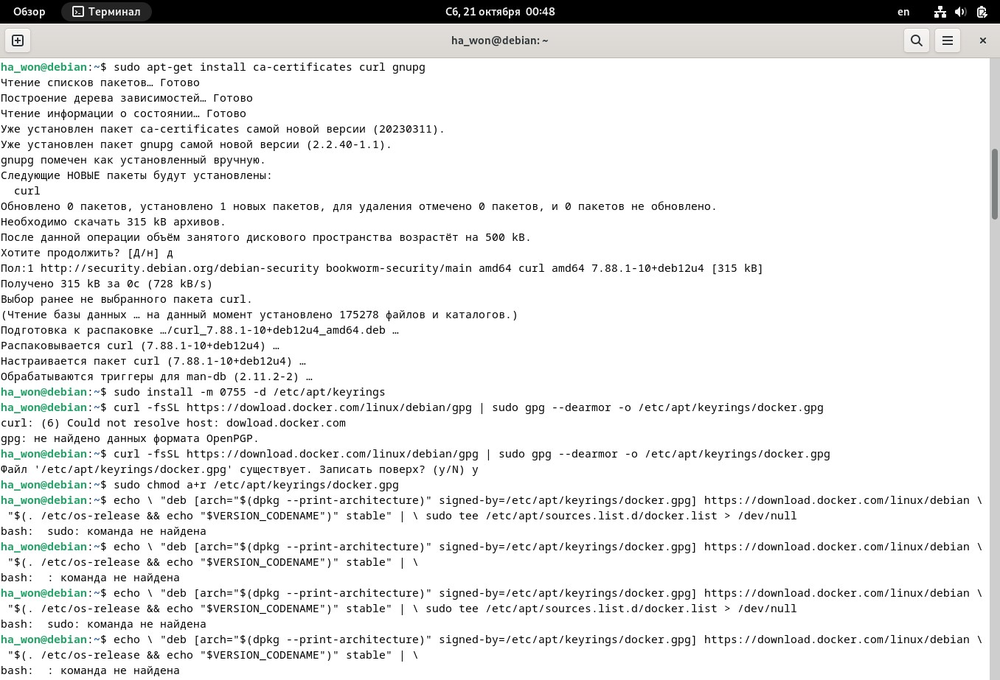 Обзор Терминал Сб, 21 октября 00:48 en
ha_won@debian: ~
ha_won@debian:~$ sudo apt-get install ca-certificates curl gnupg
Чтение списков пакетов… Готово
Построение дерева зависимостей… Готово
Чтение информации о состоянии… Готово
Уже установлен пакет ca-certificates самой новой версии (20230311).
Уже установлен пакет gnupg самой новой версии (2.2.40-1.1).
gnupg помечен как установленный вручную.
Следующие НОВЫЕ пакеты будут установлены:
  curl
Обновлено 0 пакетов, установлено 1 новых пакетов, для удаления отмечено 0 пакетов, и 0 пакетов не обновлено.
Необходимо скачать 315 kB архивов.
После данной операции объём занятого дискового пространства возрастёт на 500 kB.
Хотите продолжить? [Д/н] д
Пол:1 http://security.debian.org/debian-security bookworm-security/main amd64 curl amd64 7.88.1-10+deb12u4 [315 kB]
Получено 315 kB за 0с (728 kB/s)
Выбор ранее не выбранного пакета curl.
(Чтение базы данных … на данный момент установлено 175278 файлов и каталогов.)
Подготовка к распаковке …/curl_7.88.1-10+deb12u4_amd64.deb …
Распаковывается curl (7.88.1-10+deb12u4) …
Настраивается пакет curl (7.88.1-10+deb12u4) …
Обрабатываются триггеры для man-db (2.11.2-2) …
ha_won@debian:~$ sudo install -m 0755 -d /etc/apt/keyrings
ha_won@debian:~$ curl -fsSL https://dowload.docker.com/linux/debian/gpg | sudo gpg --dearmor -o /etc/apt/keyrings/docker.gpg
curl: (6) Could not resolve host: dowload.docker.com
gpg: не найдено данных формата OpenPGP.
ha_won@debian:~$ curl -fsSL https://download.docker.com/linux/debian/gpg | sudo gpg --dearmor -o /etc/apt/keyrings/docker.gpg
Файл '/etc/apt/keyrings/docker.gpg' существует. Записать поверх? (y/N) y
ha_won@debian:~$ sudo chmod a+r /etc/apt/keyrings/docker.gpg
ha_won@debian:~$ echo \ "deb [arch="$(dpkg --print-architecture)" signed-by=/etc/apt/keyrings/docker.gpg] https://download.docker.com/linux/debian \
 "$(. /etc/os-release && echo "$VERSION_CODENAME")" stable" | \ sudo tee /etc/apt/sources.list.d/docker.list > /dev/null
bash:  sudo: команда не найдена
ha_won@debian:~$ echo \ "deb [arch="$(dpkg --print-architecture)" signed-by=/etc/apt/keyrings/docker.gpg] https://download.docker.com/linux/debian \
 "$(. /etc/os-release && echo "$VERSION_CODENAME")" stable" | \
bash:  : команда не найдена
ha_won@debian:~$ echo \ "deb [arch="$(dpkg --print-architecture)" signed-by=/etc/apt/keyrings/docker.gpg] https://download.docker.com/linux/debian \
 "$(. /etc/os-release && echo "$VERSION_CODENAME")" stable" | \ sudo tee /etc/apt/sources.list.d/docker.list > /dev/null
bash:  sudo: команда не найдена
ha_won@debian:~$ echo \ "deb [arch="$(dpkg --print-architecture)" signed-by=/etc/apt/keyrings/docker.gpg] https://download.docker.com/linux/debian \
 "$(. /etc/os-release && echo "$VERSION_CODENAME")" stable" | \
bash:  : команда не найдена